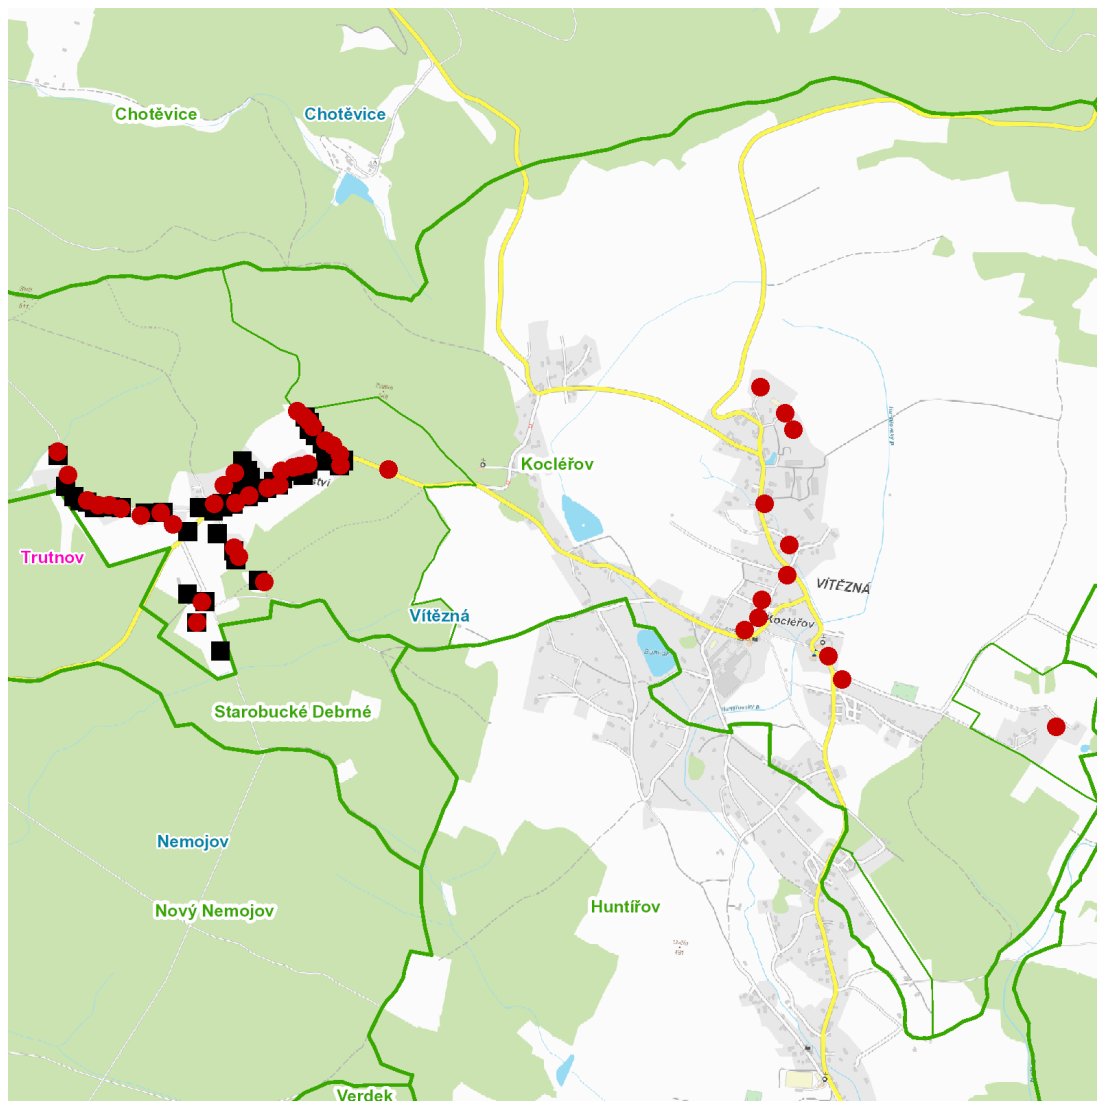 Chotěvice
Chotěvice
Kocléřov
Trutnov
VÍTĚZNÁ
Vítězná
Kocléřov
Starobucké Debrné
Nemojov
Nový Nemojov
Huntířov
Verdek